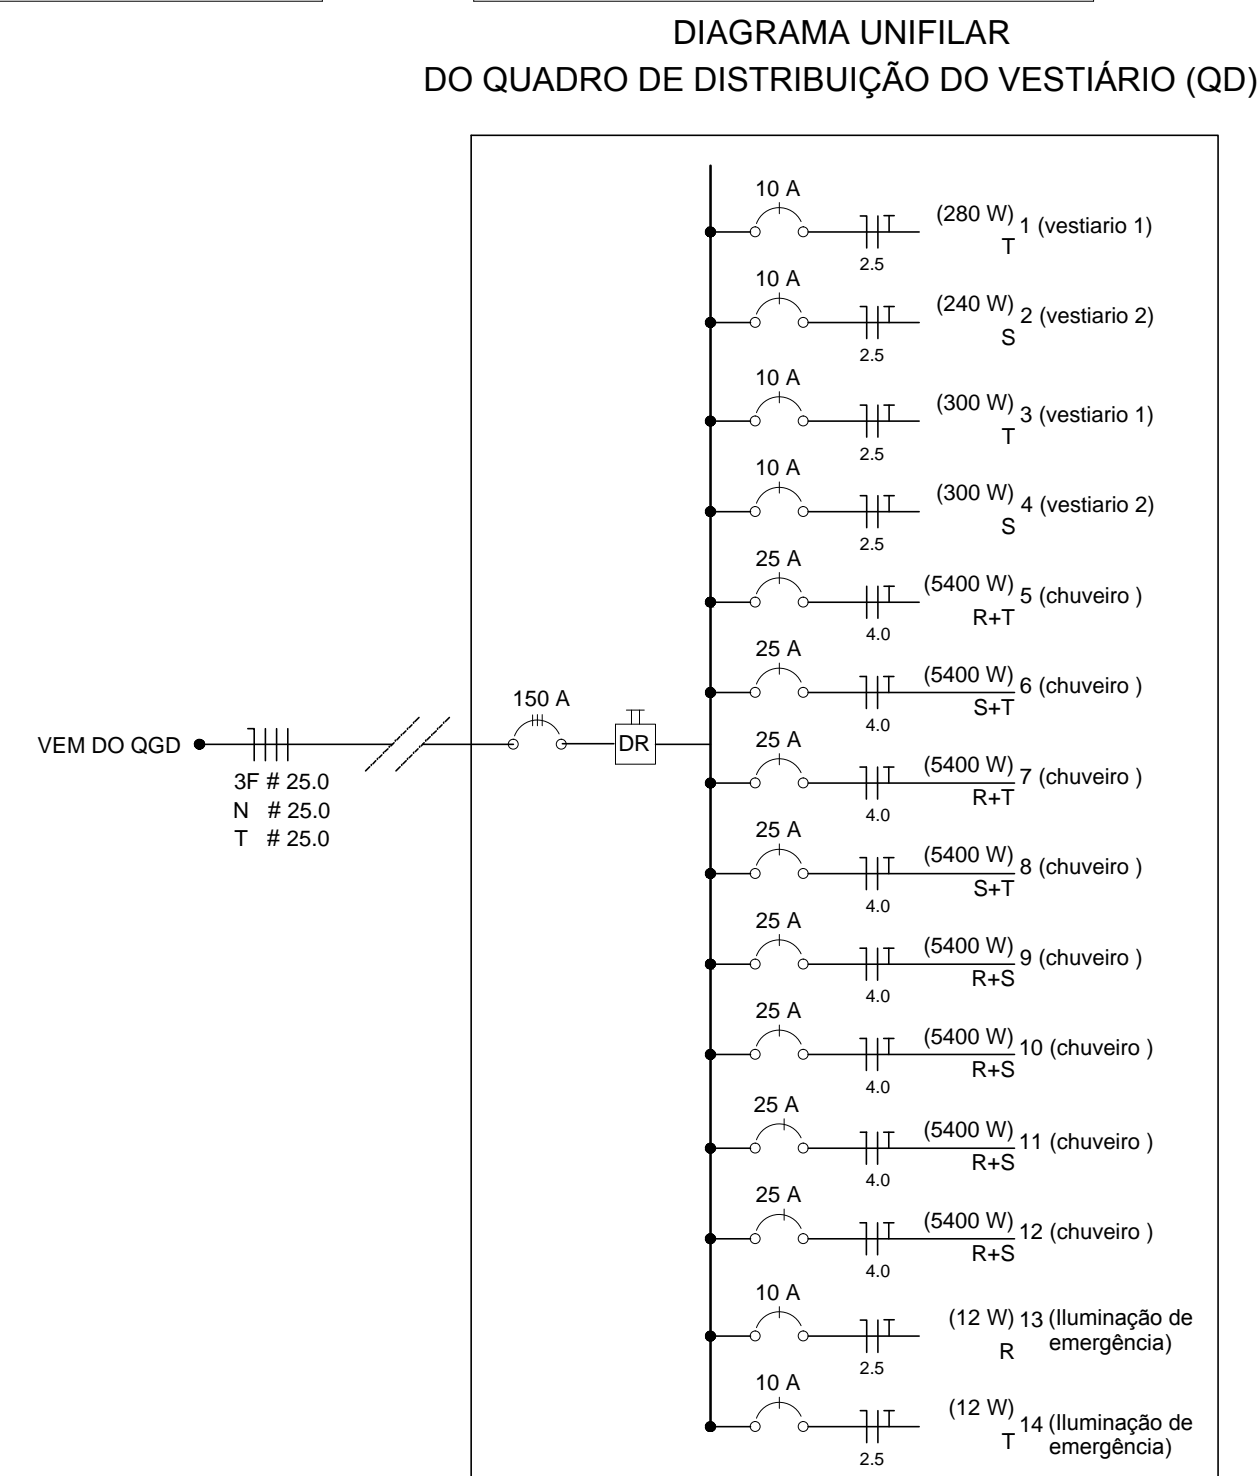 DIAGRAMA UNIFILAR
DO QUADRO DE DISTRIBUIÇÃO DO VESTIÁRIO (QD)
10 A
(280 W) 1 (vestiario 1)
T
2.5
10 A
(240 W) 2 (vestiario 2)
S
2.5
10 A
(300 W) 3 (vestiario 1)
T
2.5
10 A
(300 W) 4 (vestiario 2)
S
2.5
25 A
(5400 W) 5 (chuveiro )
R+T
4.0
25 A
(5400 W) 6 (chuveiro )
S+T
4.0
150 A
VEM DO QGD
DR
3F # 25.0
N # 25.0
T # 25.0
25 A
(5400 W) 7 (chuveiro )
R+T
4.0
25 A
(5400 W) 8 (chuveiro )
S+T
4.0
25 A
(5400 W) 9 (chuveiro )
R+S
4.0
25 A
(5400 W) 10 (chuveiro )
R+S
4.0
25 A
(5400 W) 11 (chuveiro )
R+S
4.0
25 A
(5400 W) 12 (chuveiro )
R+S
4.0
10 A
(12 W) 13 (Iluminação de
emergência)
R
2.5
10 A
(12 W) 14 (Iluminação de
emergência)
T
2.5